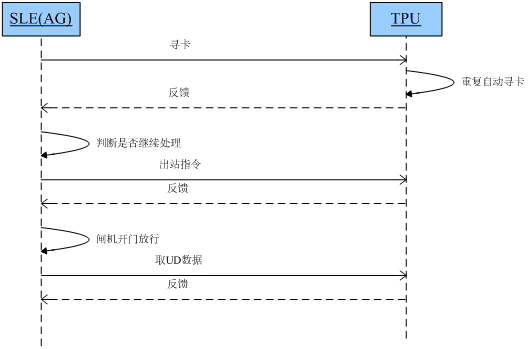 SLE(AG)
TPU
寻卡
重复自动寻卡
反馈
判断是否继续处理
出站指令
反馈
闸机开门放行
取UD数据
反馈